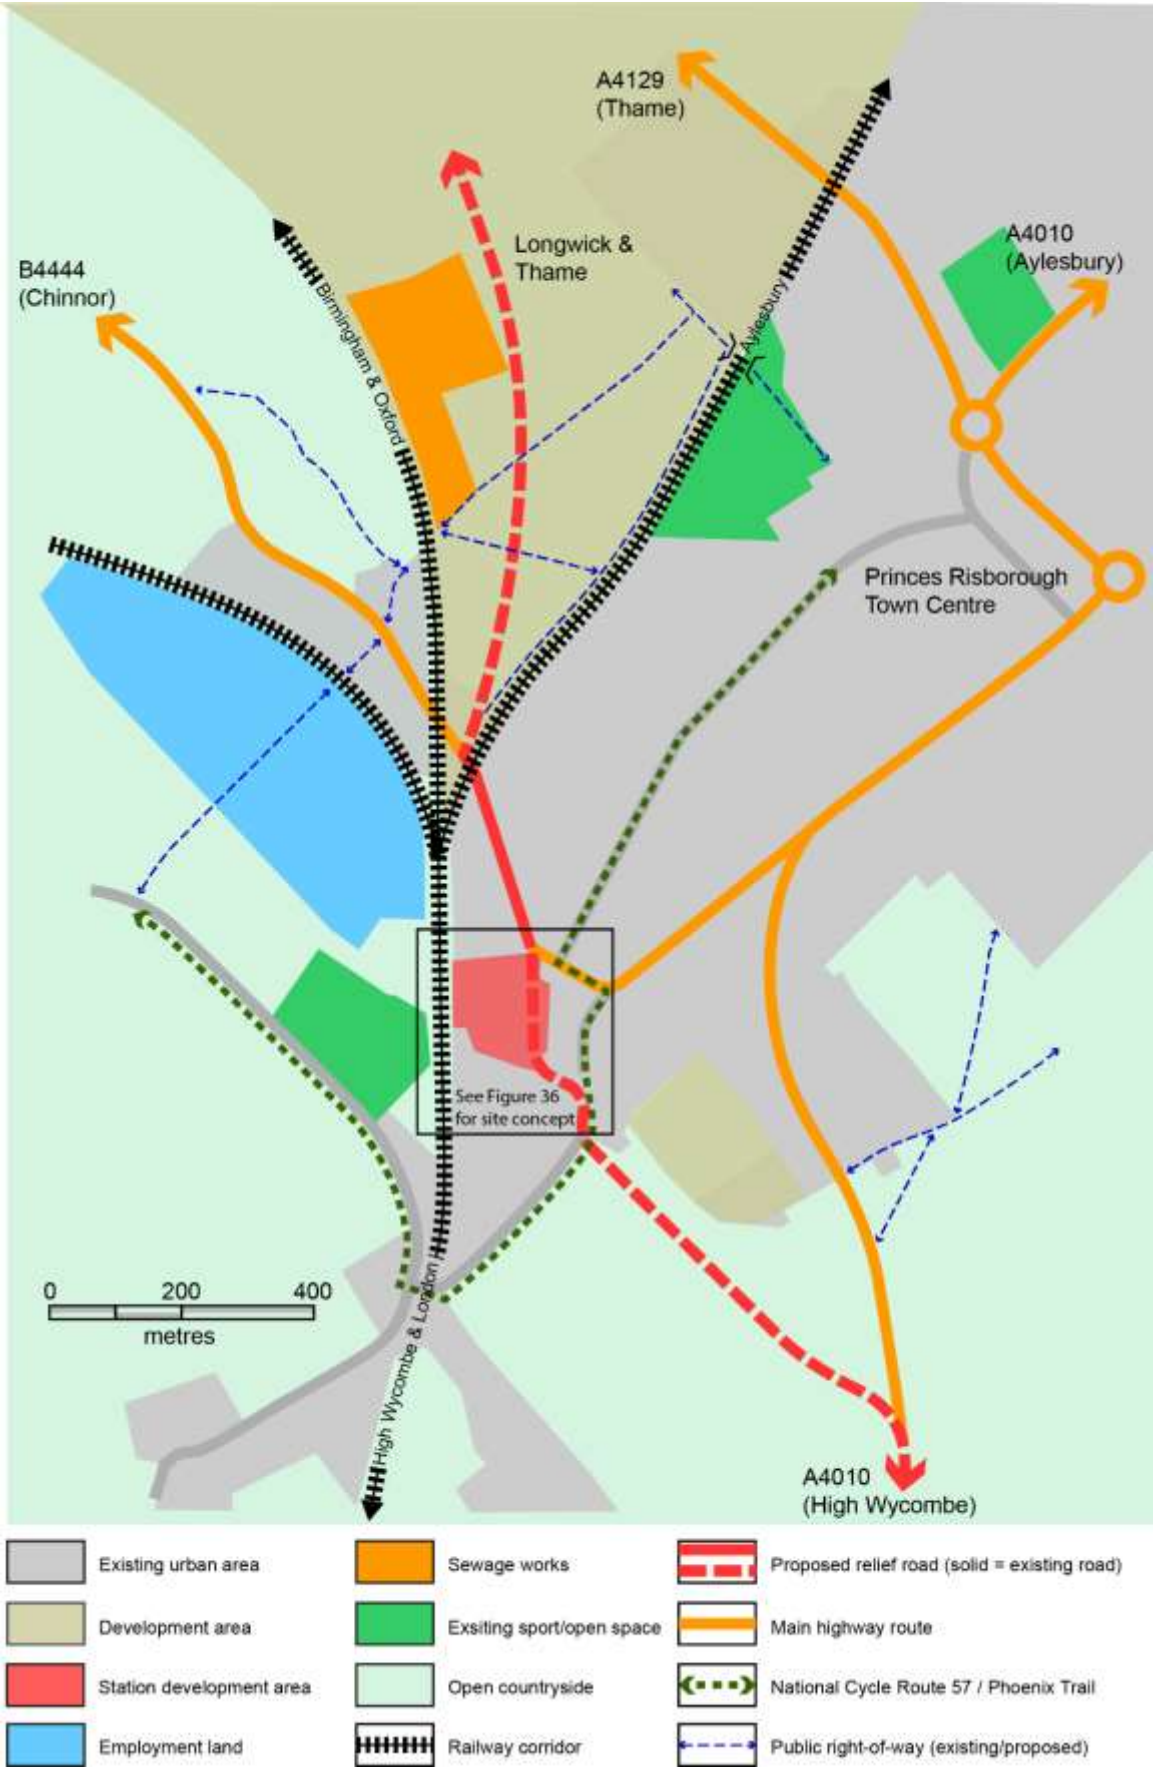 A4129
(Thame)
A4010
(Aylesbury)
Longwick &
Thame
B4444
(Chinnor)
Birmingham & Oxford
Aylesbury
Princes Risborough
Town Centre
See Figure 36
for site concept
0 200 400
metres
High Wycombe & London
A4010
(High Wycombe)
Existing urban area
Sewage works
Proposed relief road (solid = existing road)
Development area
Exsiting sport/open space
Main highway route
Station development area
Open countryside
National Cycle Route 57 / Phoenix Trail
Employment land
Railway corridor
Public right-of-way (existing/proposed)